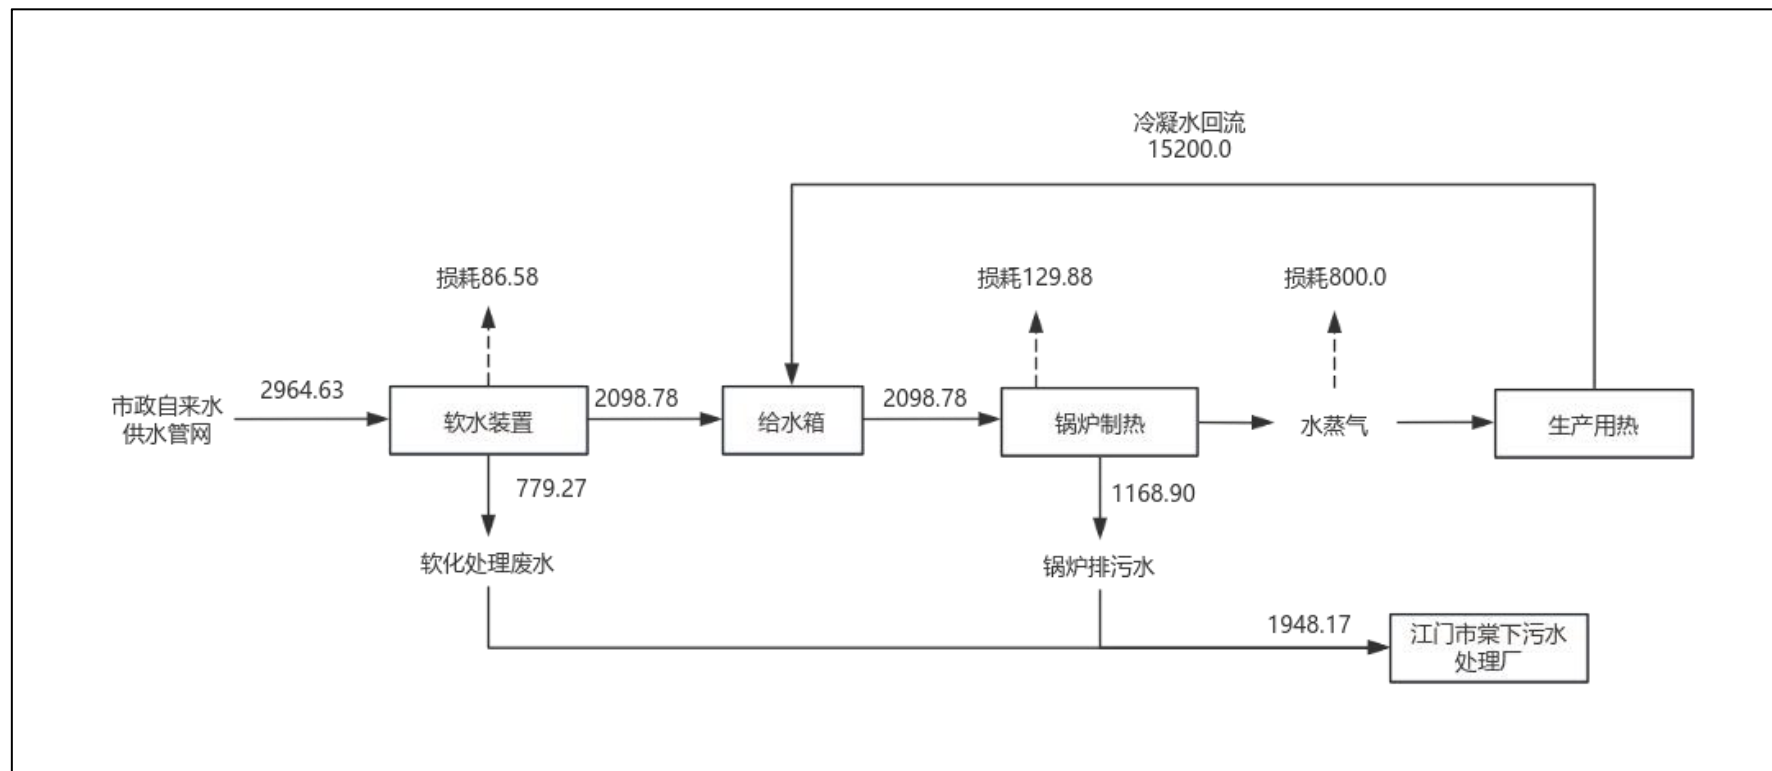 冷凝水回流
15200.0
损耗86.58
损耗129.88
损耗800.0
市政自来水
供水管网
2964.63
软水装置
2098.78
给水箱
2098.78
锅炉制热
水蒸气
生产用热
779.27
1168.90
软化处理废水
锅炉排污水
1948.17
江门市棠下污水
处理厂